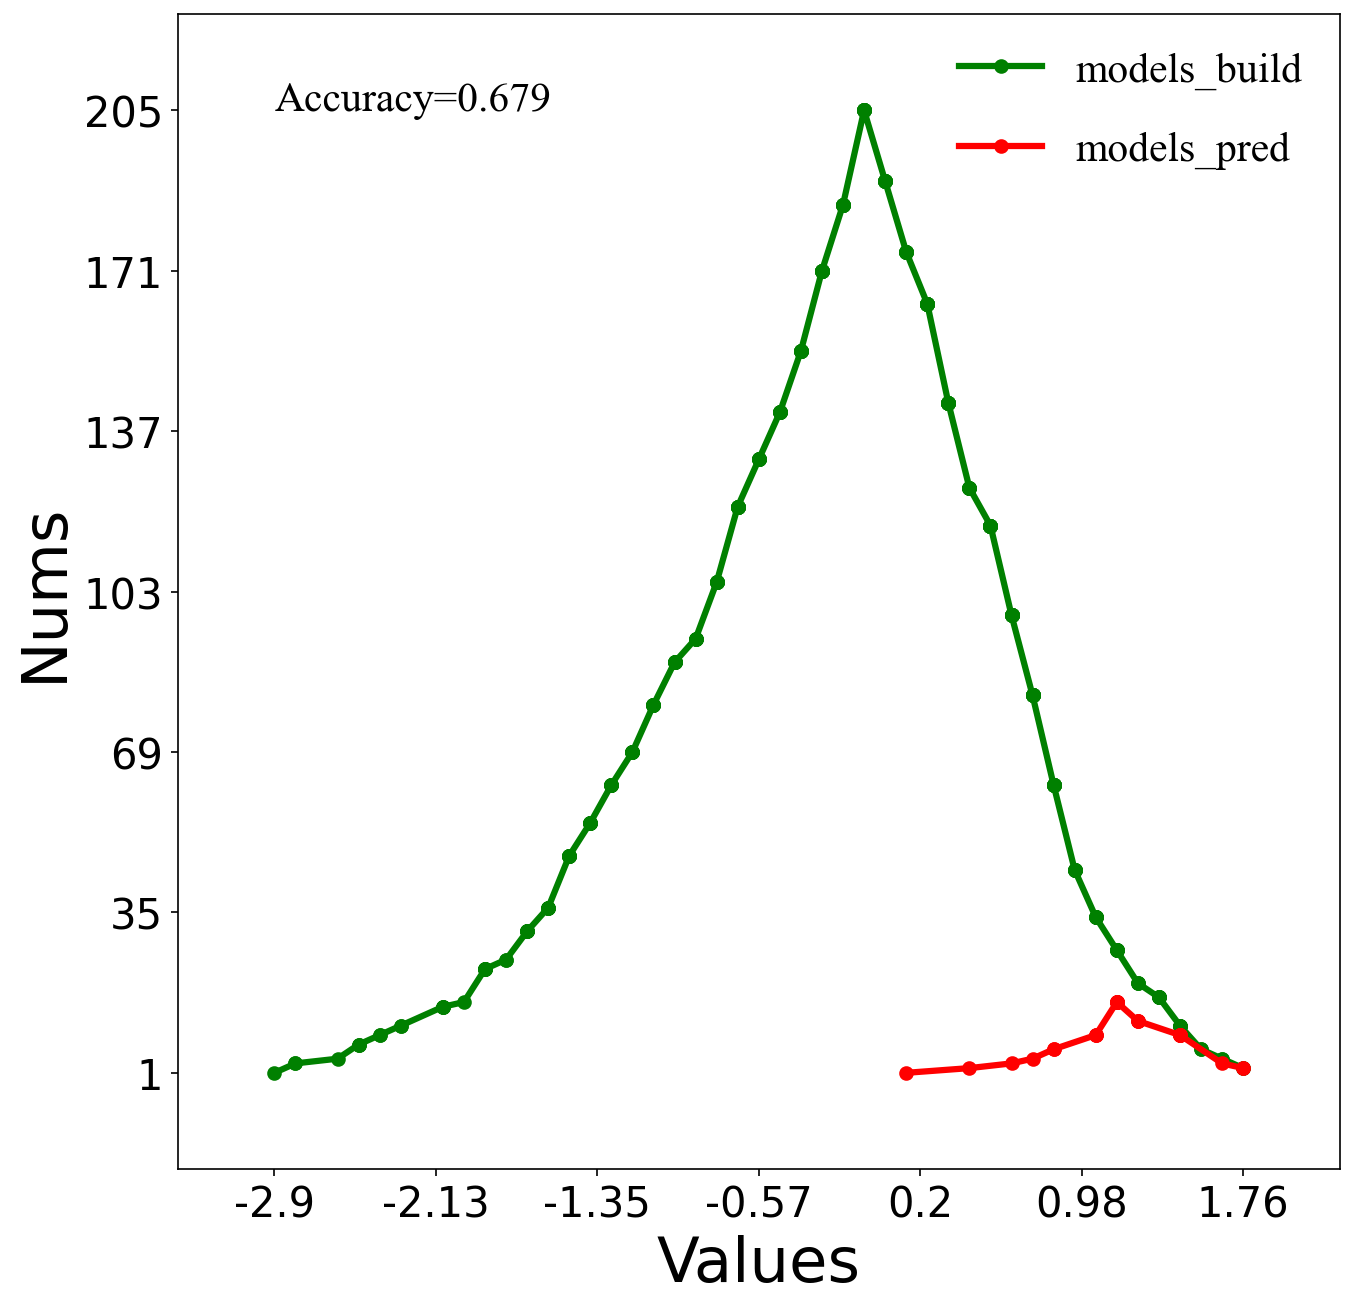 Accuracy=0.679
models_build
models_pred
205
171
137
103
69
35
1
Nums
-2.9 -2.13 -1.35 -0.57 0.2 0.98 1.76
Values